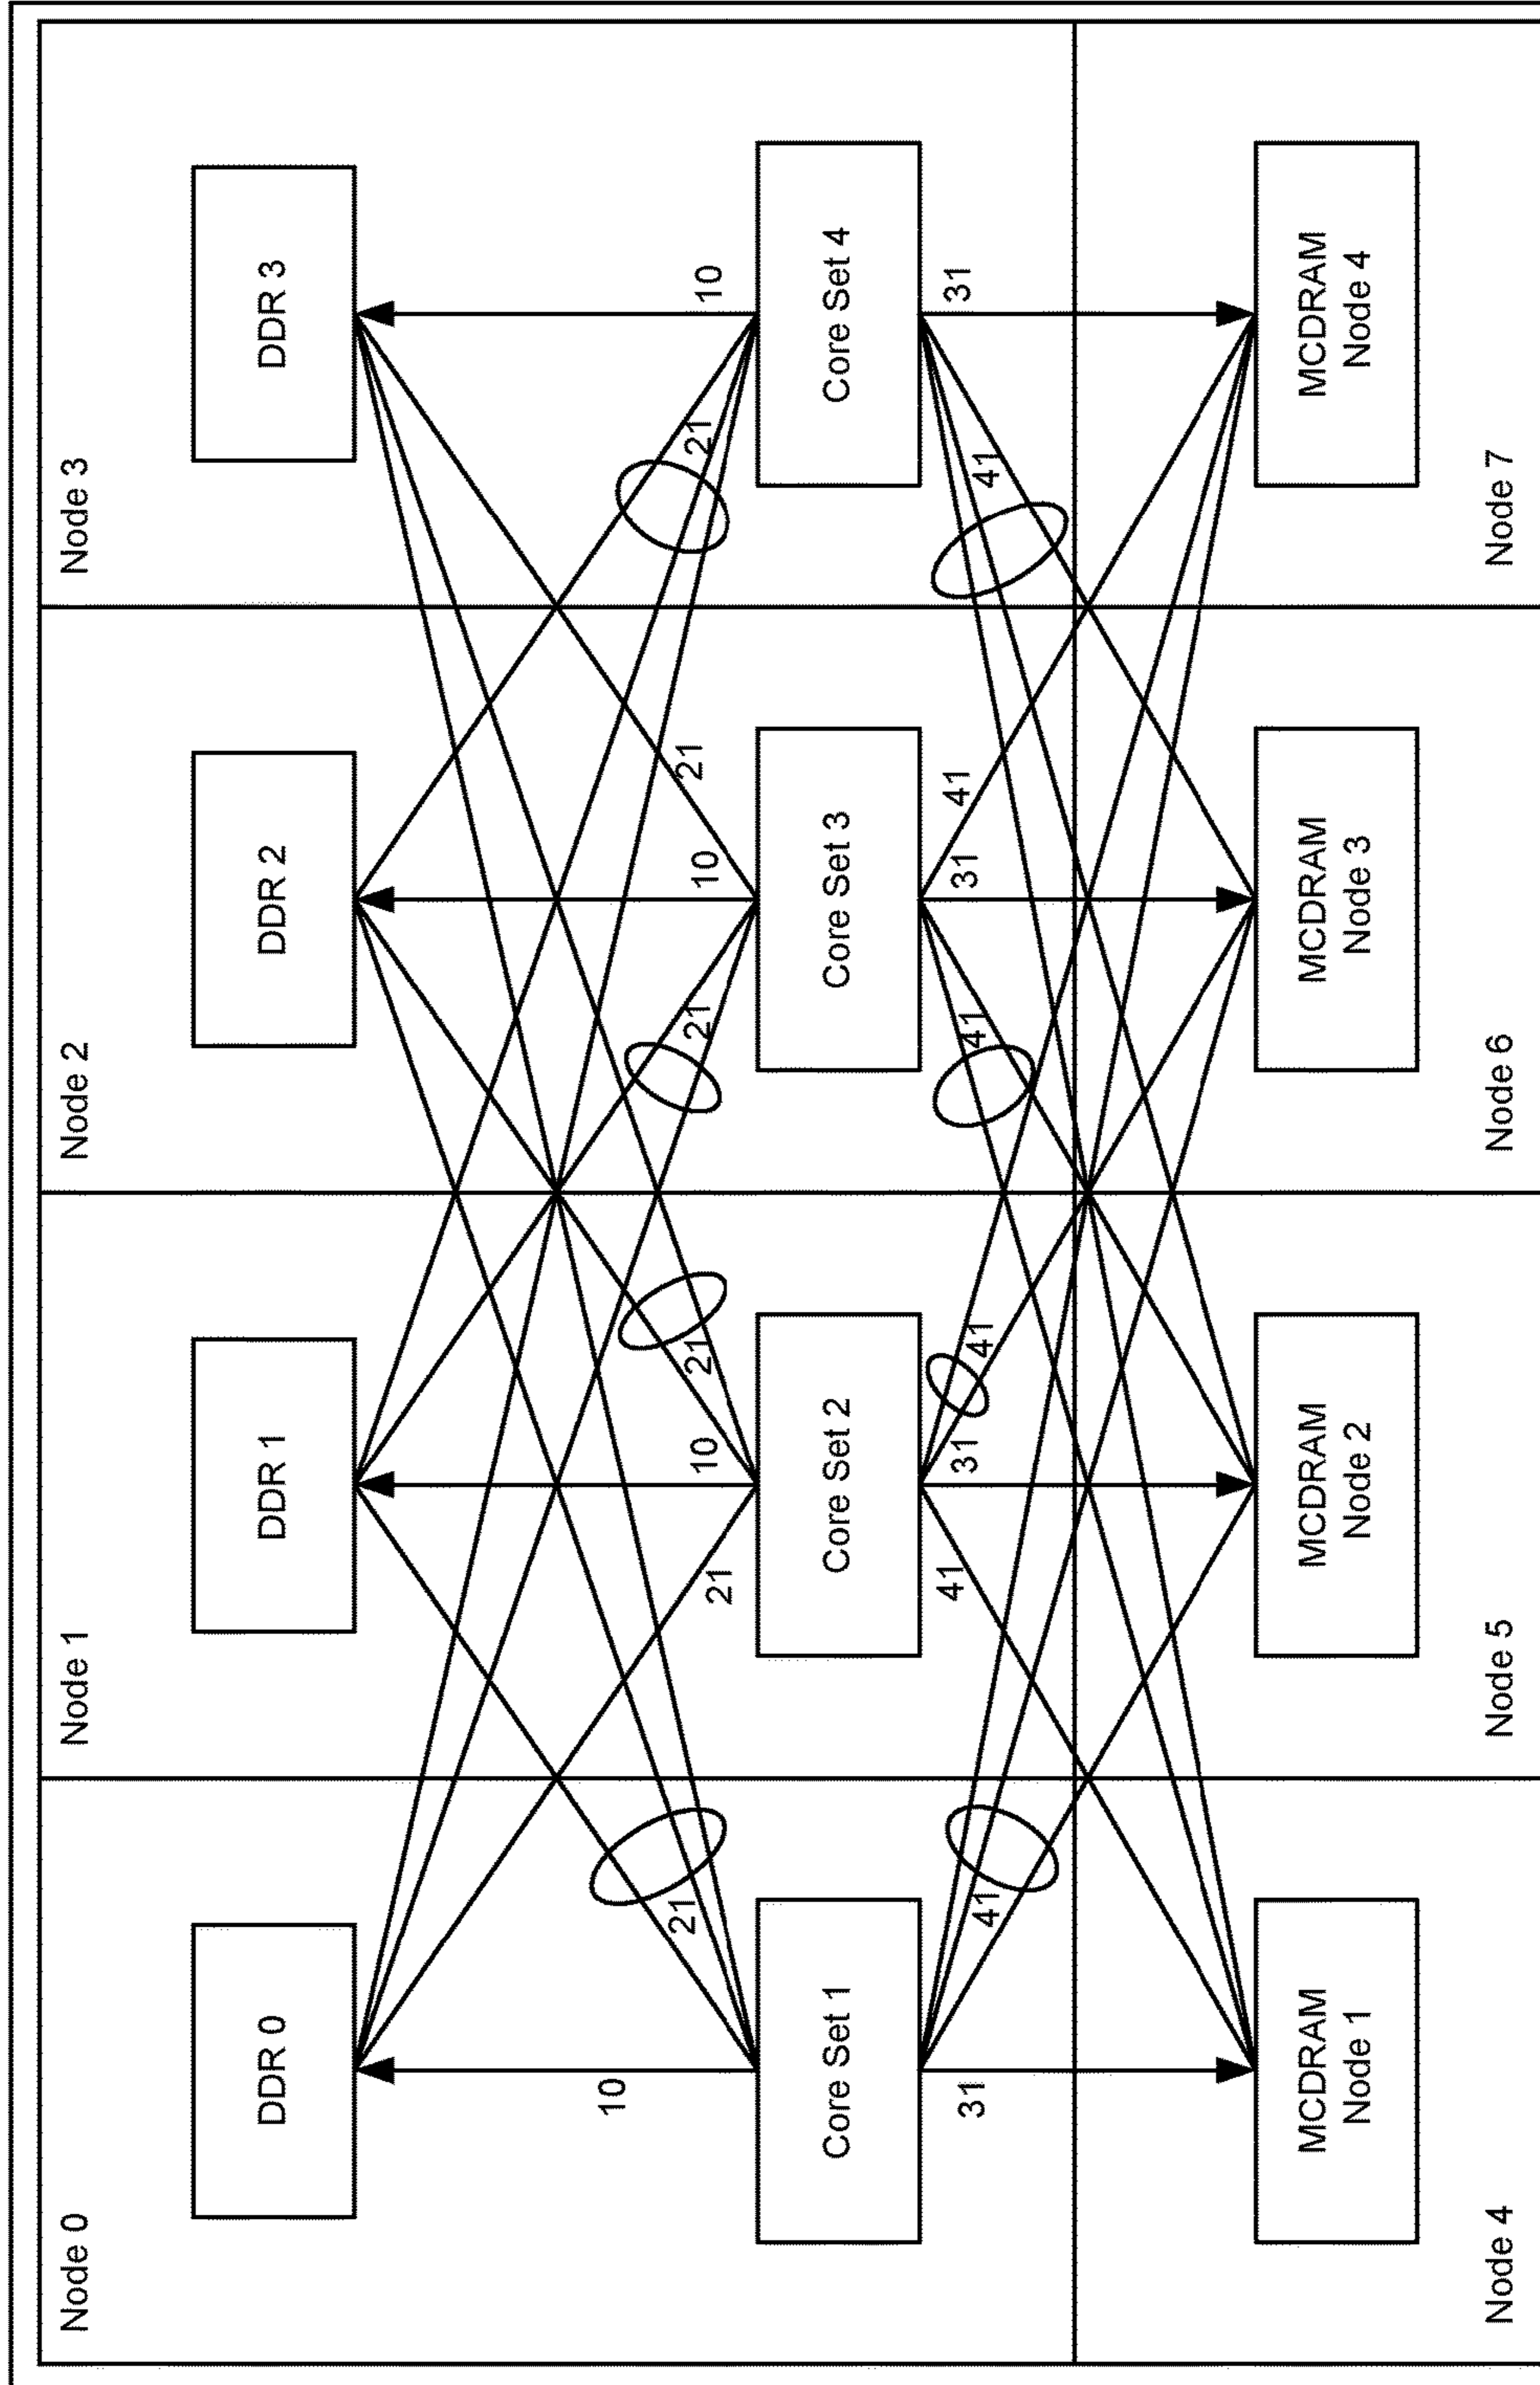 Node 0
Node 1
Node 2
Node 3
DDR 0
DDR 1
DDR 2
DDR 3
10
21
21
10
21
21
10
21
21
10
Core Set 1
Core Set 2
Core Set 3
Core Set 4
31
41
41
31
41
41
31
41
41
31
MCDRAM
Node 1
MCDRAM
Node 2
MCDRAM
Node 3
MCDRAM
Node 4
Node 4
Node 5
Node 6
Node 7